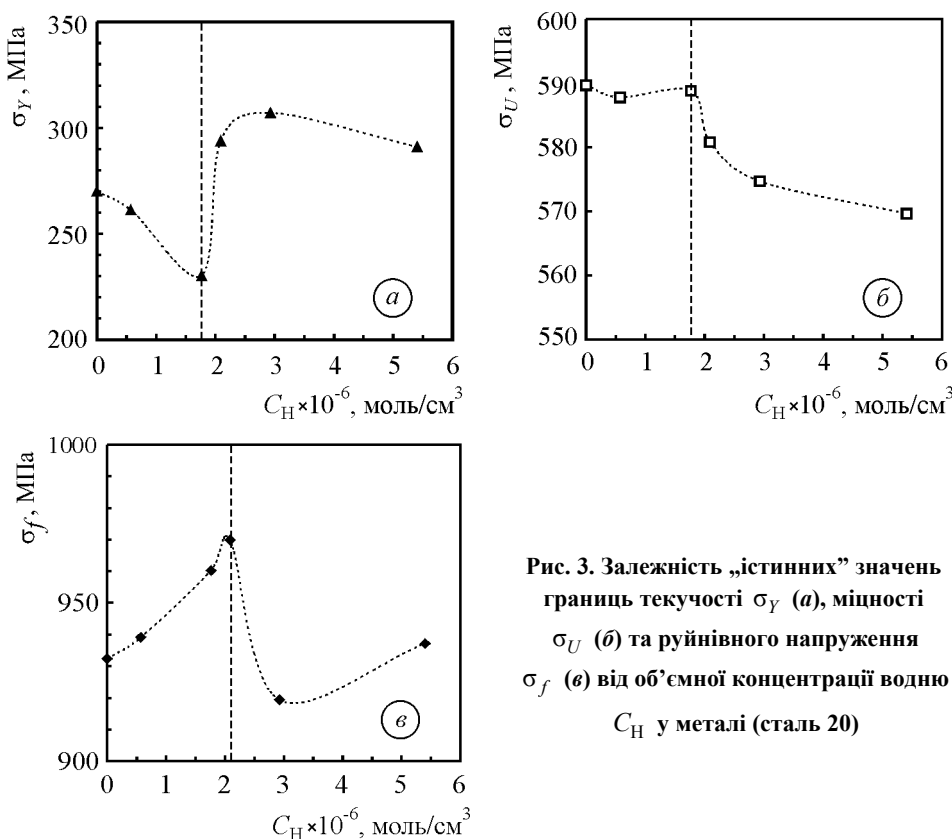 350
300
250
200
σY, МПа
а
0 1 2 3 4 5 6
CH×10-6, моль/см3
600
590
580
570
560
550
σU, МПа
б
0 1 2 3 4 5 6
CH×10-6, моль/см3
1000
950
900
σf, МПа
в
0 1 2 3 4 5 6
CH×10-6, моль/см3
Рис. 3. Залежність „істинних” значень
границь текучості σY (а), міцності
σU (б) та руйнівного напруження
σf (в) від об’ємної концентрації водню
CH у металі (сталь 20)